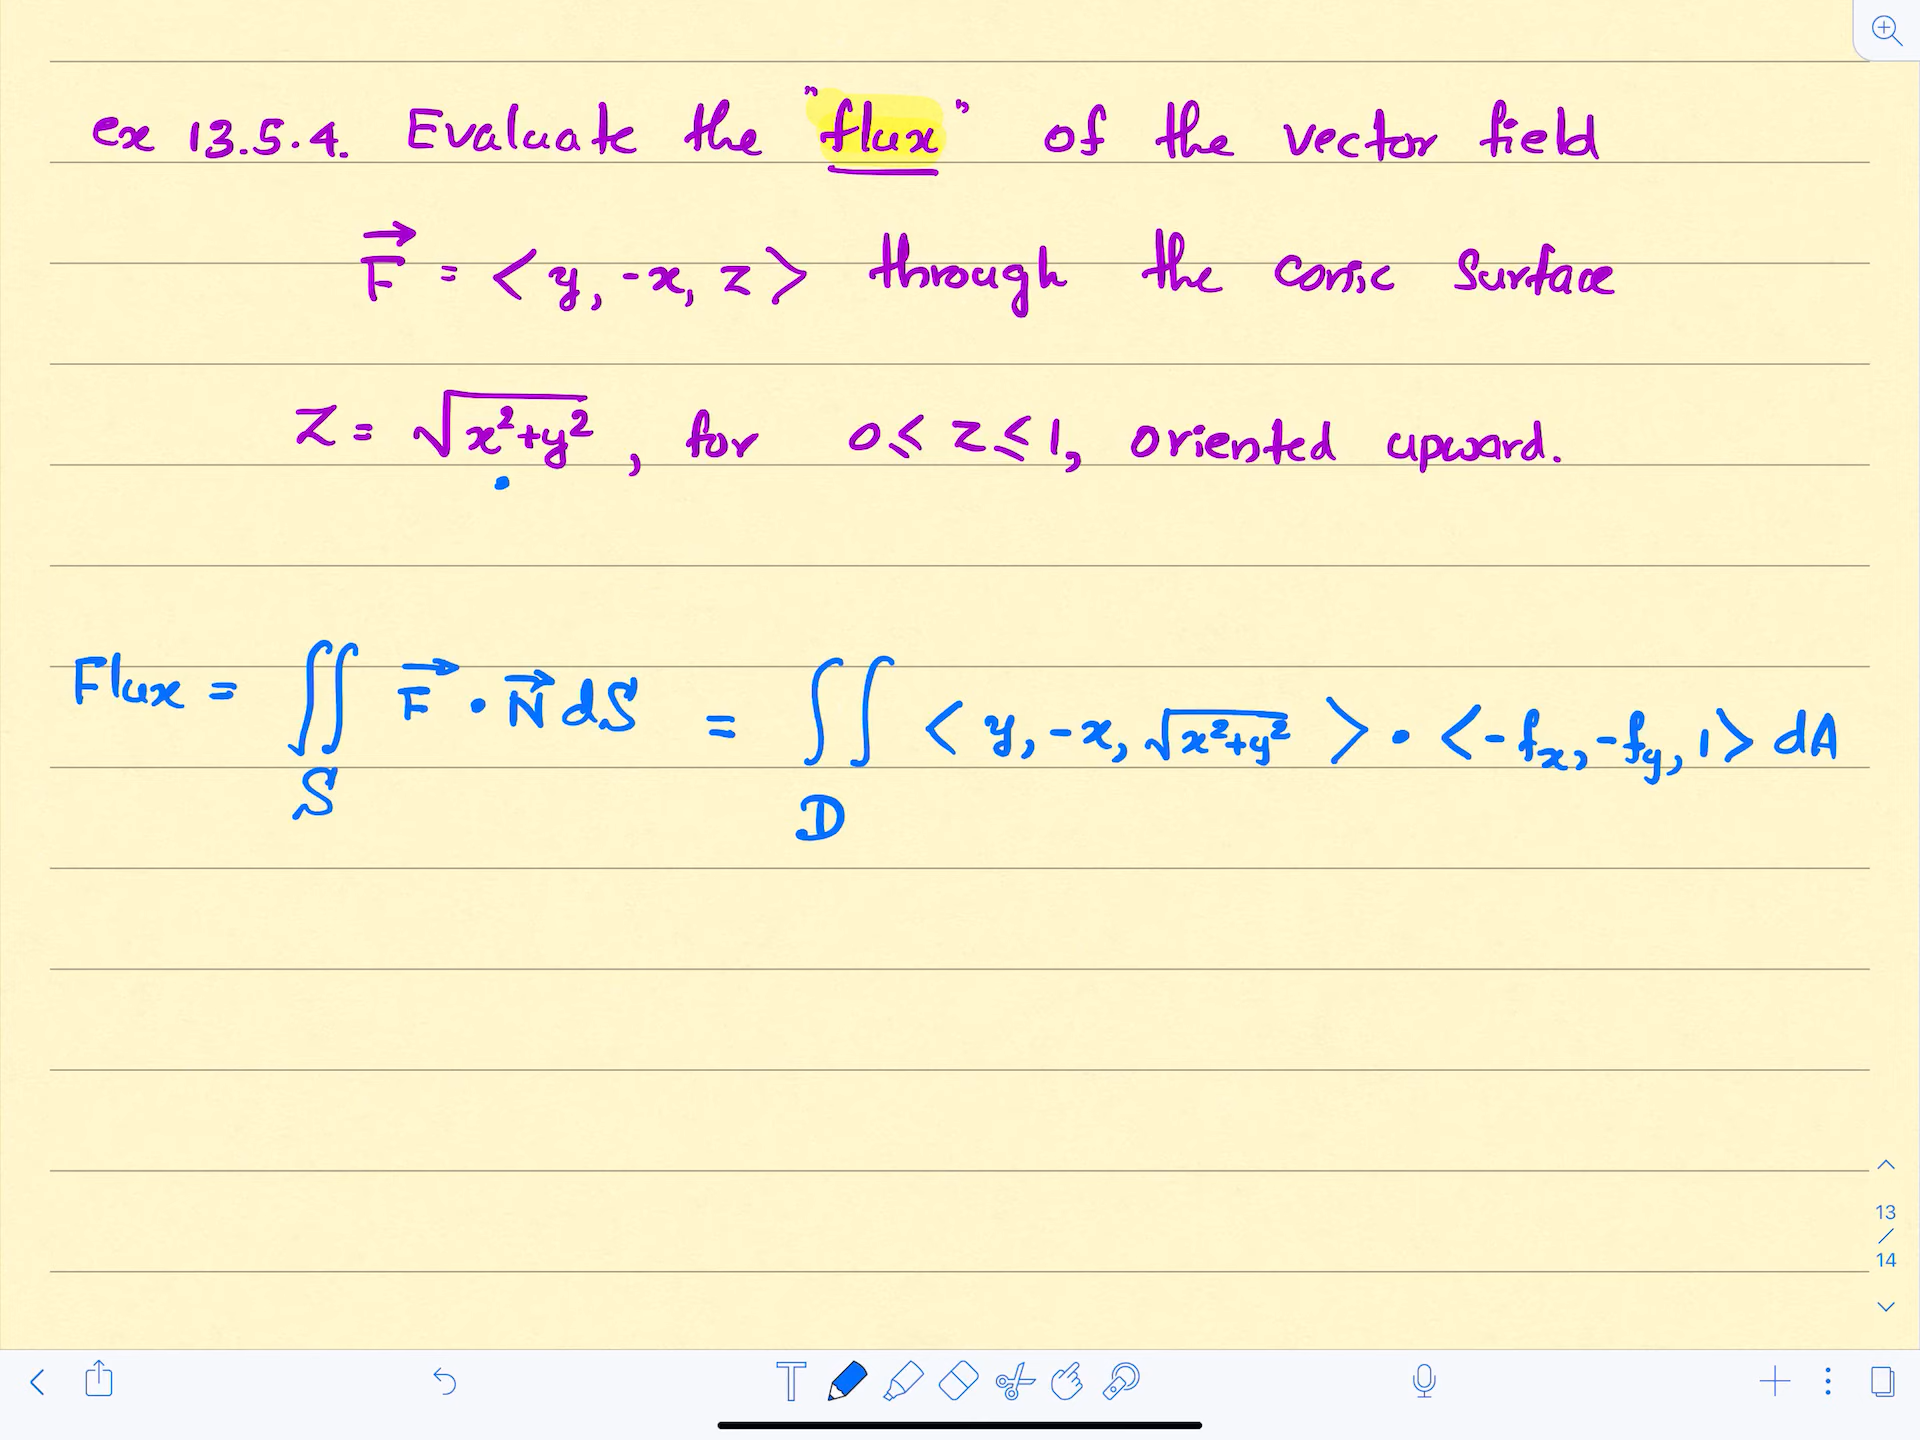 ex 13.5.4. Evaluate the "flux" of the vector field
F⃗ = < y, -x, z > through the conic surface
z = √(x²+y²), for 0 ≤ z ≤ 1, oriented upward.
Flux = ∬_S F⃗ · N⃗ dS = ∬_D < y, -x, √(x²+y²) > · < -f_x, -f_y, 1 > dA
13
/
14
T